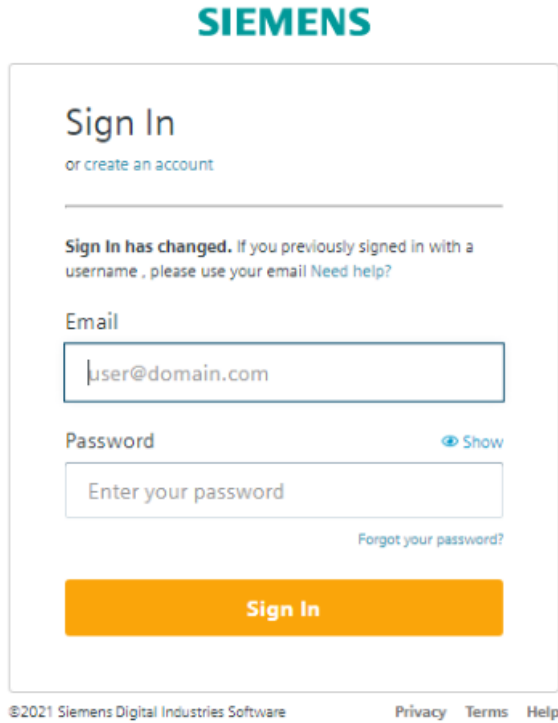 SIEMENS
Sign In
or create an account
Sign In has changed. If you previously signed in with a
username , please use your email Need help?
Email
user@domain.com
Password Show
Enter your password
Forgot your password?
Sign In
©2021 Siemens Digital Industries Software Privacy Terms Help